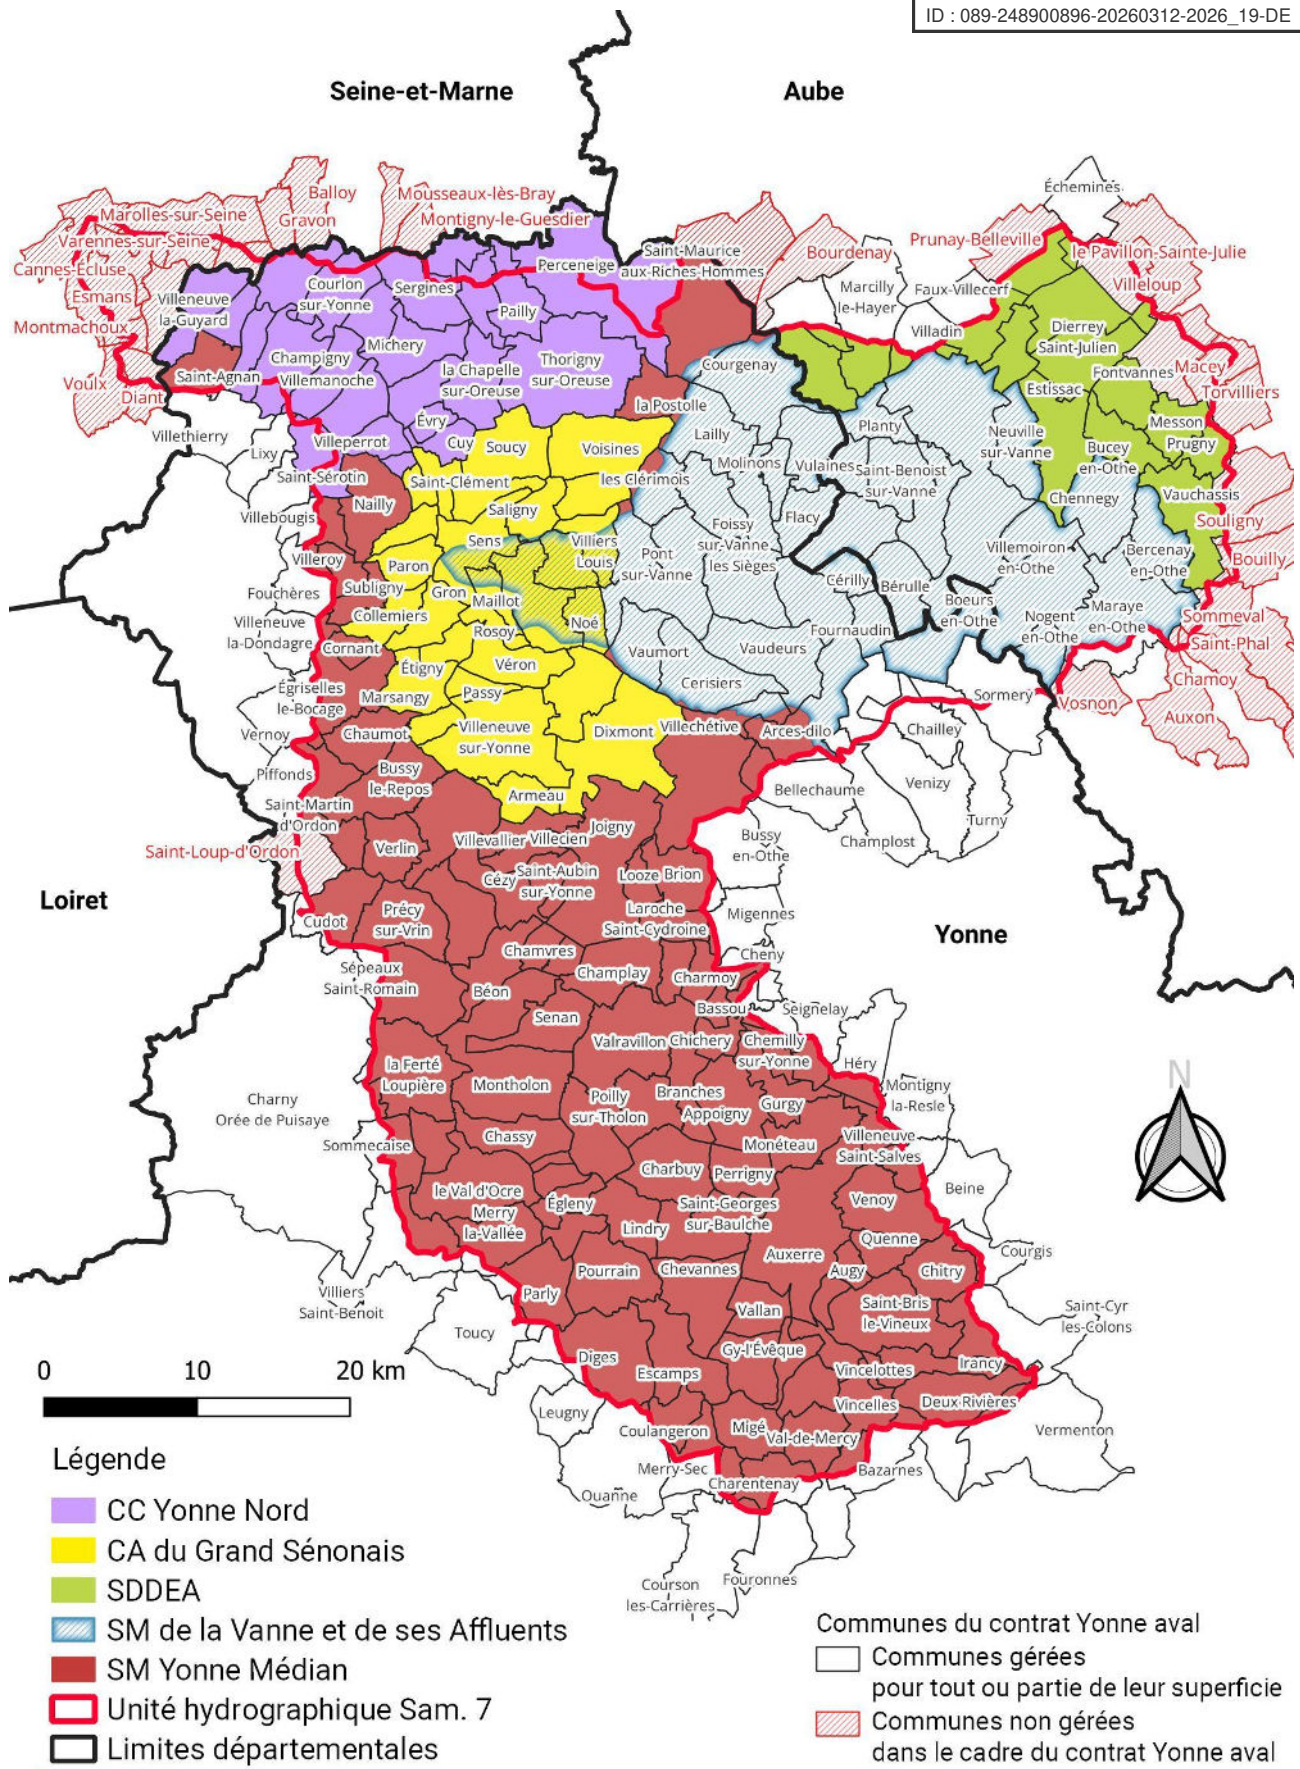 ID : 089-248900896-20260312-2026_19-DE
Seine-et-Marne
Aube
Échemines
Balloy
Mousseaux-lès-Bray
Marolles-sur-Seine
Gravon
Montigny-le-Guesdier
Varennes-sur-Seine
Saint-Maurice
aux-Riches-Hommes
Bourdenay
Prunay-Belleville
le Pavillon-Sainte-Julie
Cannes-Écluse
Perceneige
Esmans
Villeneuve
la-Guyard
Courlon
sur-Yonne
Sergines
Marcilly
le-Hayer
Faux-Villecerf
Villeloup
Montmachoux
Pailly
Villadin
Dierrey
Saint-Julien
Michery
Champigny
Thorigny
sur-Oreuse
Courgenay
Fontvannes
Macey
Voulx
Saint-Agnan
Villemanoche
la Chapelle
sur-Oreuse
Estissac
Torvilliers
Diant
la Postolle
Messon
Villethierry
Évry
Planty
Lixy
Villeperrot
Cuy
Soucy
Voisines
Lailly
Neuville
sur-Vanne
Bucey
en-Othe
Prugny
Saint-Sérotin
Saint-Clément
les Clérimois
Molinons
Vulaines
Saint-Benoist
sur-Vanne
Chennegy
Vauchassis
Nailly
Saligny
Villebougis
Flacy
Souligny
Sens
Villiers
Louis
Foissy
sur-Vanne
les Sièges
Villeroy
Paron
Pont
sur-Vanne
Villemoiron
en-Othe
Bercenay
en-Othe
Bouilly
Fouchères
Subligny
Gron
Maillot
Cérilly
Bérulle
Boeurs
en-Othe
Villeneuve
la-Dondagre
Collemiers
Rosoy
Noé
Fournaudin
Nogent
en-Othe
Maraye
en-Othe
Sommeval
Cornant
Étigny
Véron
Vaumort
Vaudeurs
Saint-Phal
Égriselles
le-Bocage
Marsangy
Passy
Cerisiers
Sormery
Vosnon
Chamoy
Vernoy
Chaumot
Villeneuve
sur-Yonne
Dixmont
Villechétive
Arces-dilo
Chailley
Auxon
Piffonds
Bussy
le-Repos
Armeau
Bellechaume
Venizy
Saint-Martin
d'Ordon
Joigny
Turny
Saint-Loup-d'Ordon
Verlin
Villevallier
Villecien
Bussy
en-Othe
Champlost
Loiret
Cézy
Saint-Aubin
sur-Yonne
Looze
Brion
Cudot
Précy
sur-Vrin
Laroche
Saint-Cydroine
Migennes
Yonne
Sépeaux
Saint-Romain
Chamvres
Champlay
Charmoy
Cheny
Béon
Bassou
Seignelay
Senan
Valravillon
Chichery
Chemilly
sur-Yonne
la Ferté
Loupière
Montholon
Héry
N
Charny
Orée de Puisaye
Poilly
sur-Tholon
Branches
Appoigny
Gurgy
Montigny
la-Resle
Sommecaise
Chassy
Monéteau
Villeneuve
Saint-Salves
Charbuy
Perrigny
le Val d'Ocre
Merry
la-Vallée
Égleny
Saint-Georges
sur-Baulche
Venoy
Beine
Lindry
Quenne
Courgis
Pourrain
Chevannes
Auxerre
Augy
Chitry
Villiers
Saint-Benoit
Parly
Vallan
Saint-Bris
le-Vineux
Saint-Cyr
les-Colons
Toucy
Gy-l'Évêque
Diges
Escamps
Vincelottes
Irancy
Leugny
Vincelles
Deux Rivières
Coulangeron
Migé
Val-de-Mercy
Vermenton
Merry-Sec
Charentenay
Bazarnes
Ouanne
Courson
les-Carrières
Fouronnes
0 10 20 km
Légende
CC Yonne Nord
CA du Grand Sénonais
SDDEA
SM de la Vanne et de ses Affluents
SM Yonne Médian
Unité hydrographique Sam. 7
Limites départementales
Communes du contrat Yonne aval
Communes gérées
pour tout ou partie de leur superficie
Communes non gérées
dans le cadre du contrat Yonne aval